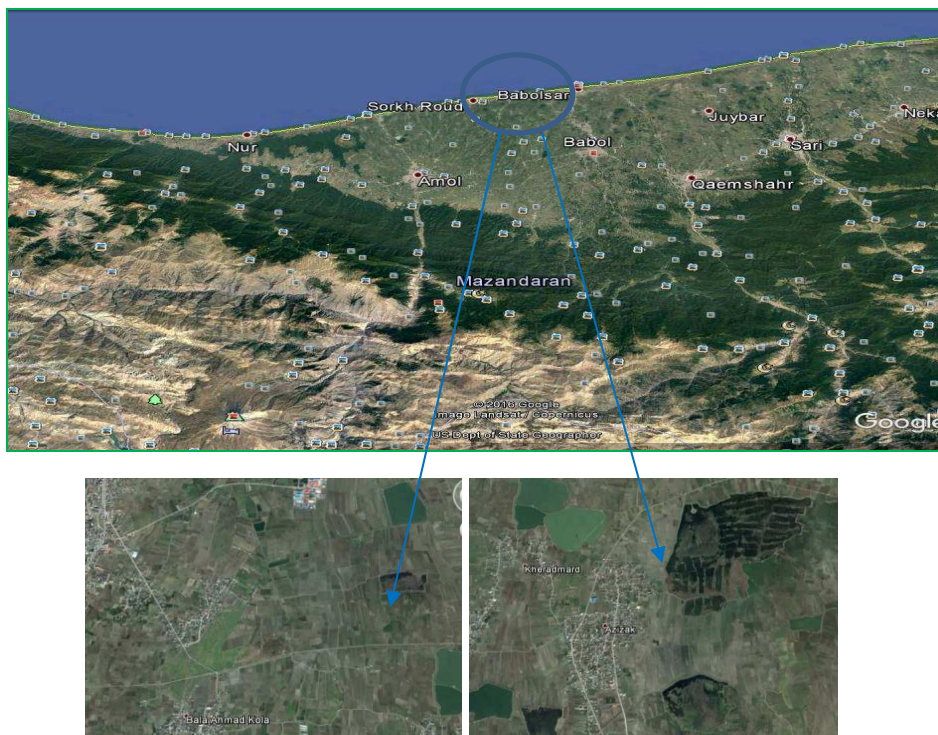 Sorkh Roud
Babolsar
Nur
Amol
Babol
Juybar
Neka
Sari
Qaemshahr
Mazandaran
© 2016 Google
Image Landsat / Copernicus
US Dept of State Geographer
Google
Bala Ahmad Kola
Kheradmard
Azizak